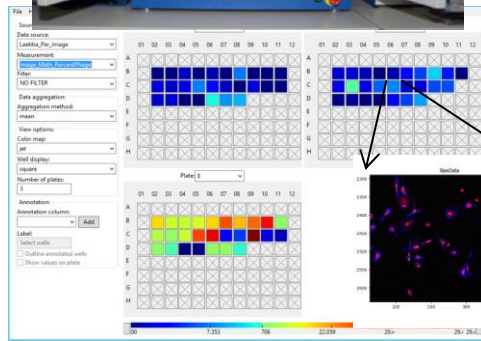 File
Data source:
Laetitia_Per_Image
Measurement:
Image_Math_PercentPhage
Filter:
NO FILTER
Data aggregation:
Aggregation method:
mean
View options:
Color map:
jet
Well display:
square
Number of plates:
3
Annotation:
Annotation column:
Add
Label:
Select wells
Outline annotated wells
Show values on plate
01 02 03 04 05 06 07 08 09 10 11 12
A
B
C
D
E
F
G
H
01 02 03 04 05 06 07 08 09 10 11 12
A
B
C
D
E
F
G
H
Plate
01 02 03 04 05 06 07 08 09 10 11 12
A
B
C
D
E
F
G
H
RawData
7.353
706
22.059